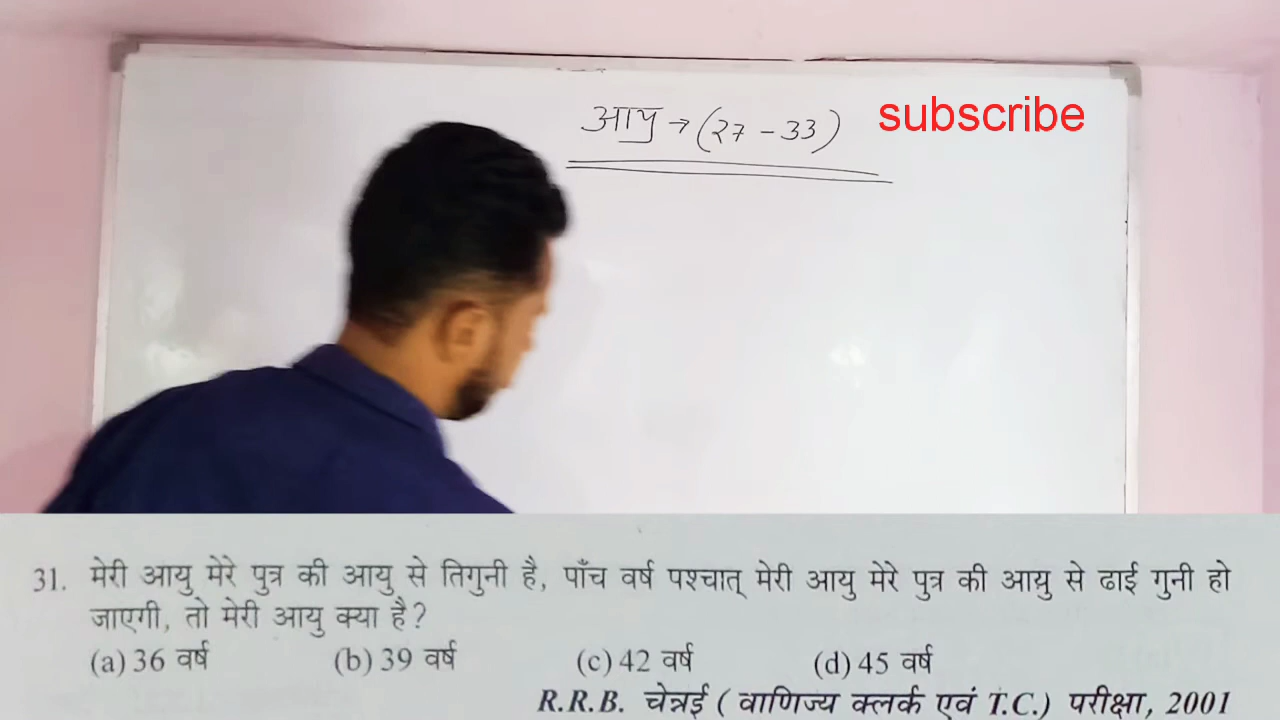 आयु → (27 - 33)
subscribe
31. मेरी आयु मेरे पुत्र की आयु से तिगुनी है, पाँच वर्ष पश्चात् मेरी आयु मेरे पुत्र की आयु से ढाई गुनी हो
जाएगी, तो मेरी आयु क्या है?
(a) 36 वर्ष (b) 39 वर्ष (c) 42 वर्ष (d) 45 वर्ष
R.R.B. चेन्नई ( वाणिज्य क्लर्क एवं T.C.) परीक्षा, 2001